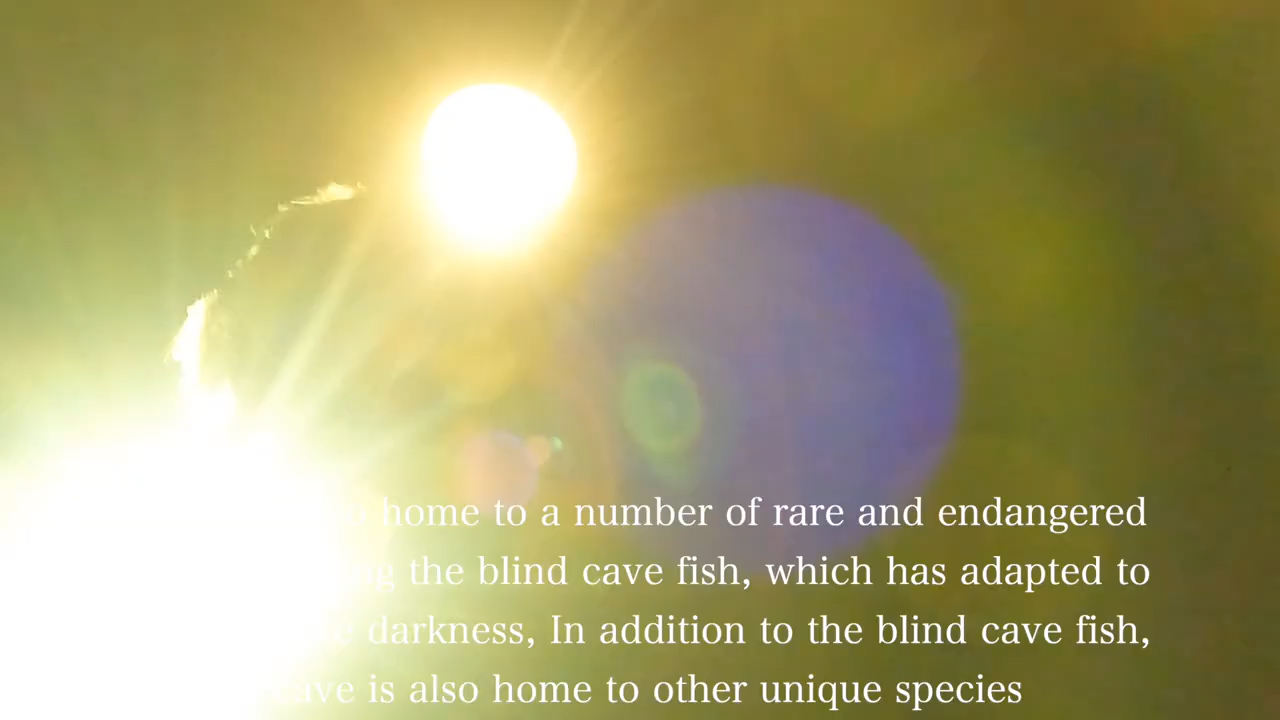 home to a number of rare and endangered
the blind cave fish, which has adapted to
darkness, In addition to the blind cave fish,
cave is also home to other unique species